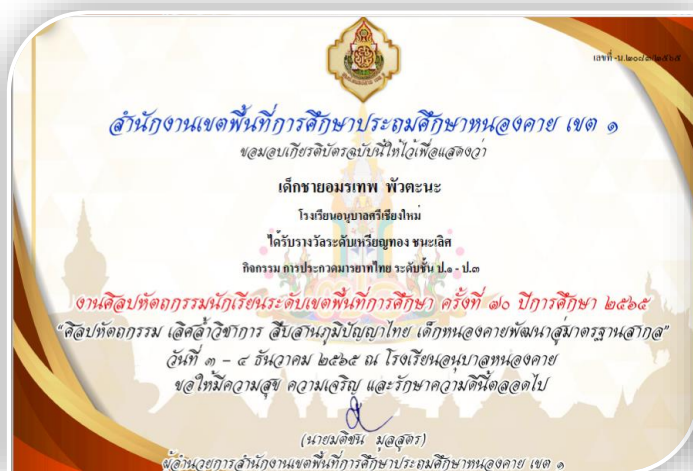 สำนักงานเขตพื้นที่การศึกษาประถมศึกษาหนองคาย เขต ๑
ขอมอบเกียรติบัตรฉบับนี้ให้ไว้เพื่อแสดงว่า
เด็กชายอมรเทพ พัวตะนะ
โรงเรียนอนุบาลศรีเชียงใหม่
ได้รับรางวัลระดับเหรียญทอง ชนะเลิศ
กิจกรรม การประกวดมารยาทไทย ระดับชั้น ป.๑ - ป.๓
งานศิลปหัตถกรรมนักเรียนระดับเขตพื้นที่การศึกษา ครั้งที่ ๗๐ ปีการศึกษา ๒๕๖๕
“ศิลปหัตถกรรม เลิศล้ำวิชาการ สืบสานภูมิปัญญาไทย เด็กหนองคายพัฒนาสู่มาตรฐานสากล”
วันที่ ๓ - ๔ ธันวาคม ๒๕๖๕ ณ โรงเรียนอนุบาลหนองคาย
ขอให้มีความสุข ความเจริญ และรักษาความดีนี้ตลอดไป
(นายมติชน มูลสูตร)
ผู้อำนวยการสำนักงานเขตพื้นที่การศึกษาประถมศึกษาหนองคาย เขต ๑